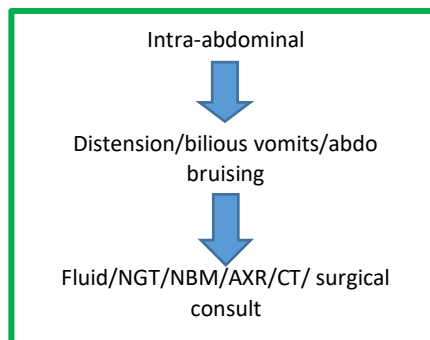 Intra-abdominal
Distension/bilious vomits/abdo
bruising
Fluid/NGT/NBM/AXR/CT/ surgical
consult